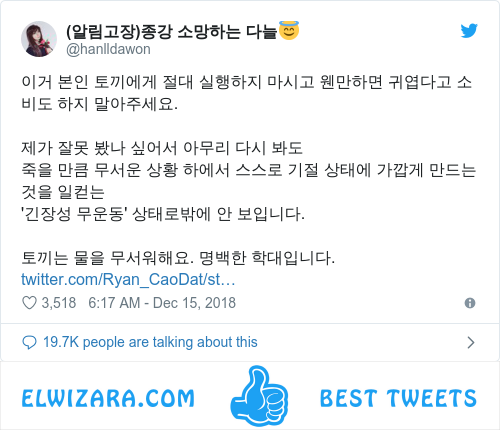 (알림고장)종강 소망하는 다늘😇
@hanlldawon
이거 본인 토끼에게 절대 실행하지 마시고 웬만하면 귀엽다고 소
비도 하지 말아주세요.
제가 잘못 봤나 싶어서 아무리 다시 봐도
죽을 만큼 무서운 상황 하에서 스스로 기절 상태에 가깝게 만드는
것을 일컫는
'긴장성 무운동' 상태로밖에 안 보입니다.
토끼는 물을 무서워해요. 명백한 학대입니다.
twitter.com/Ryan_CaoDat/st…
3,518 6:17 AM - Dec 15, 2018
19.7K people are talking about this
ELWIZARA.COM BEST TWEETS